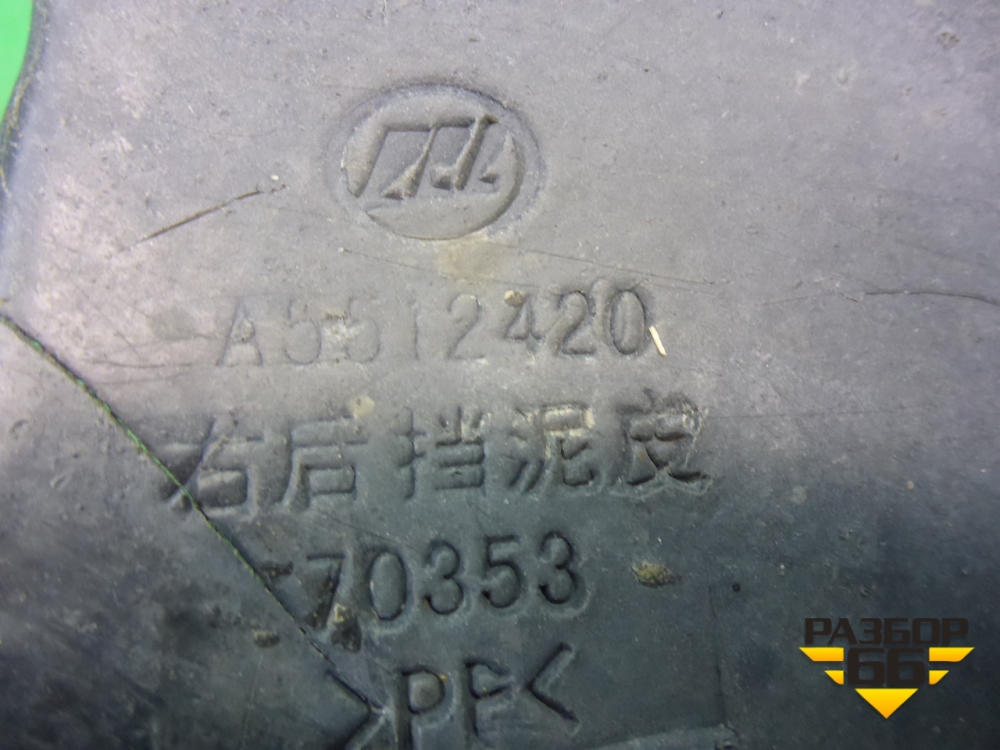 A5512420
右后挡泥皮
70353
>PE<
РАЗБОР
66